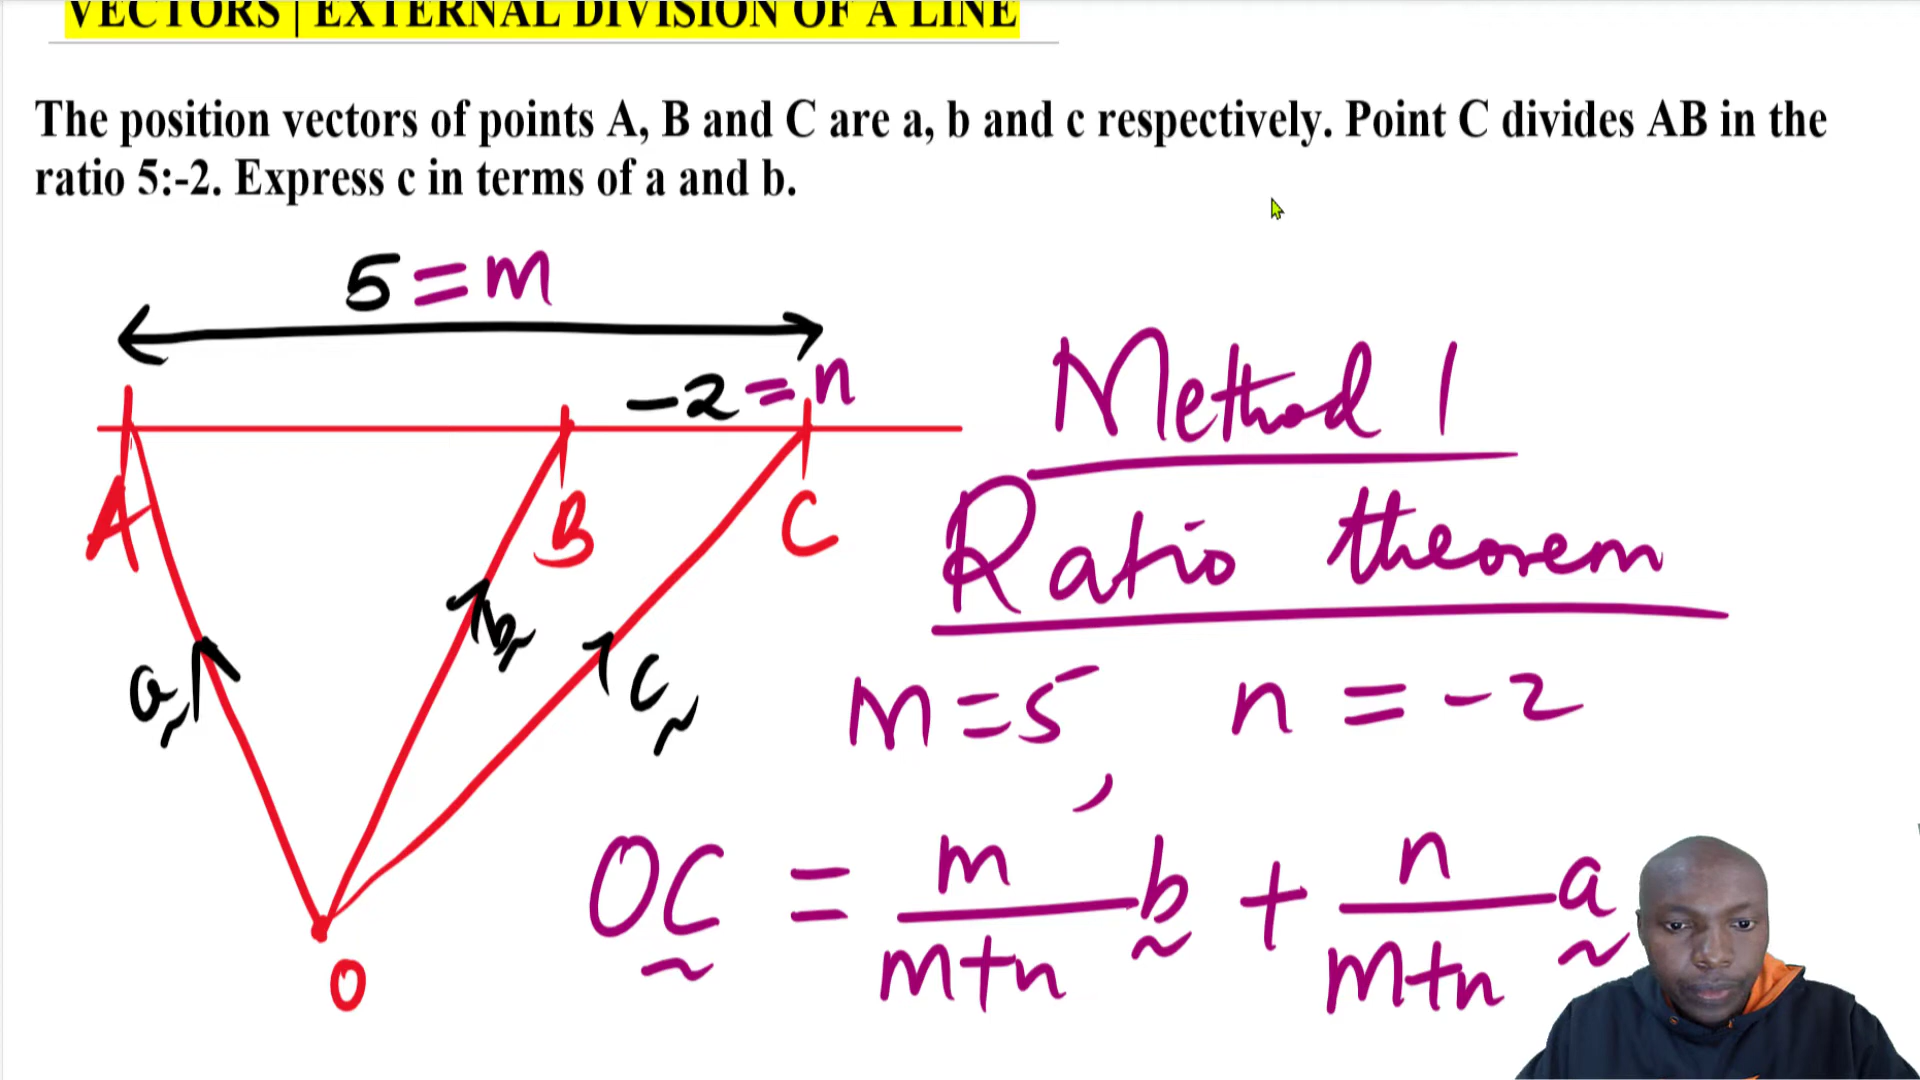 VECTORS | EXTERNAL DIVISION OF A LINE
The position vectors of points A, B and C are a, b and c respectively. Point C divides AB in the
ratio 5:-2. Express c in terms of a and b.
5 = m
-2 = n
A
B
C
a
b
c
O
Method 1
Ratio theorem
m = 5, n = -2
OC = m/m+n b + n/m+n a